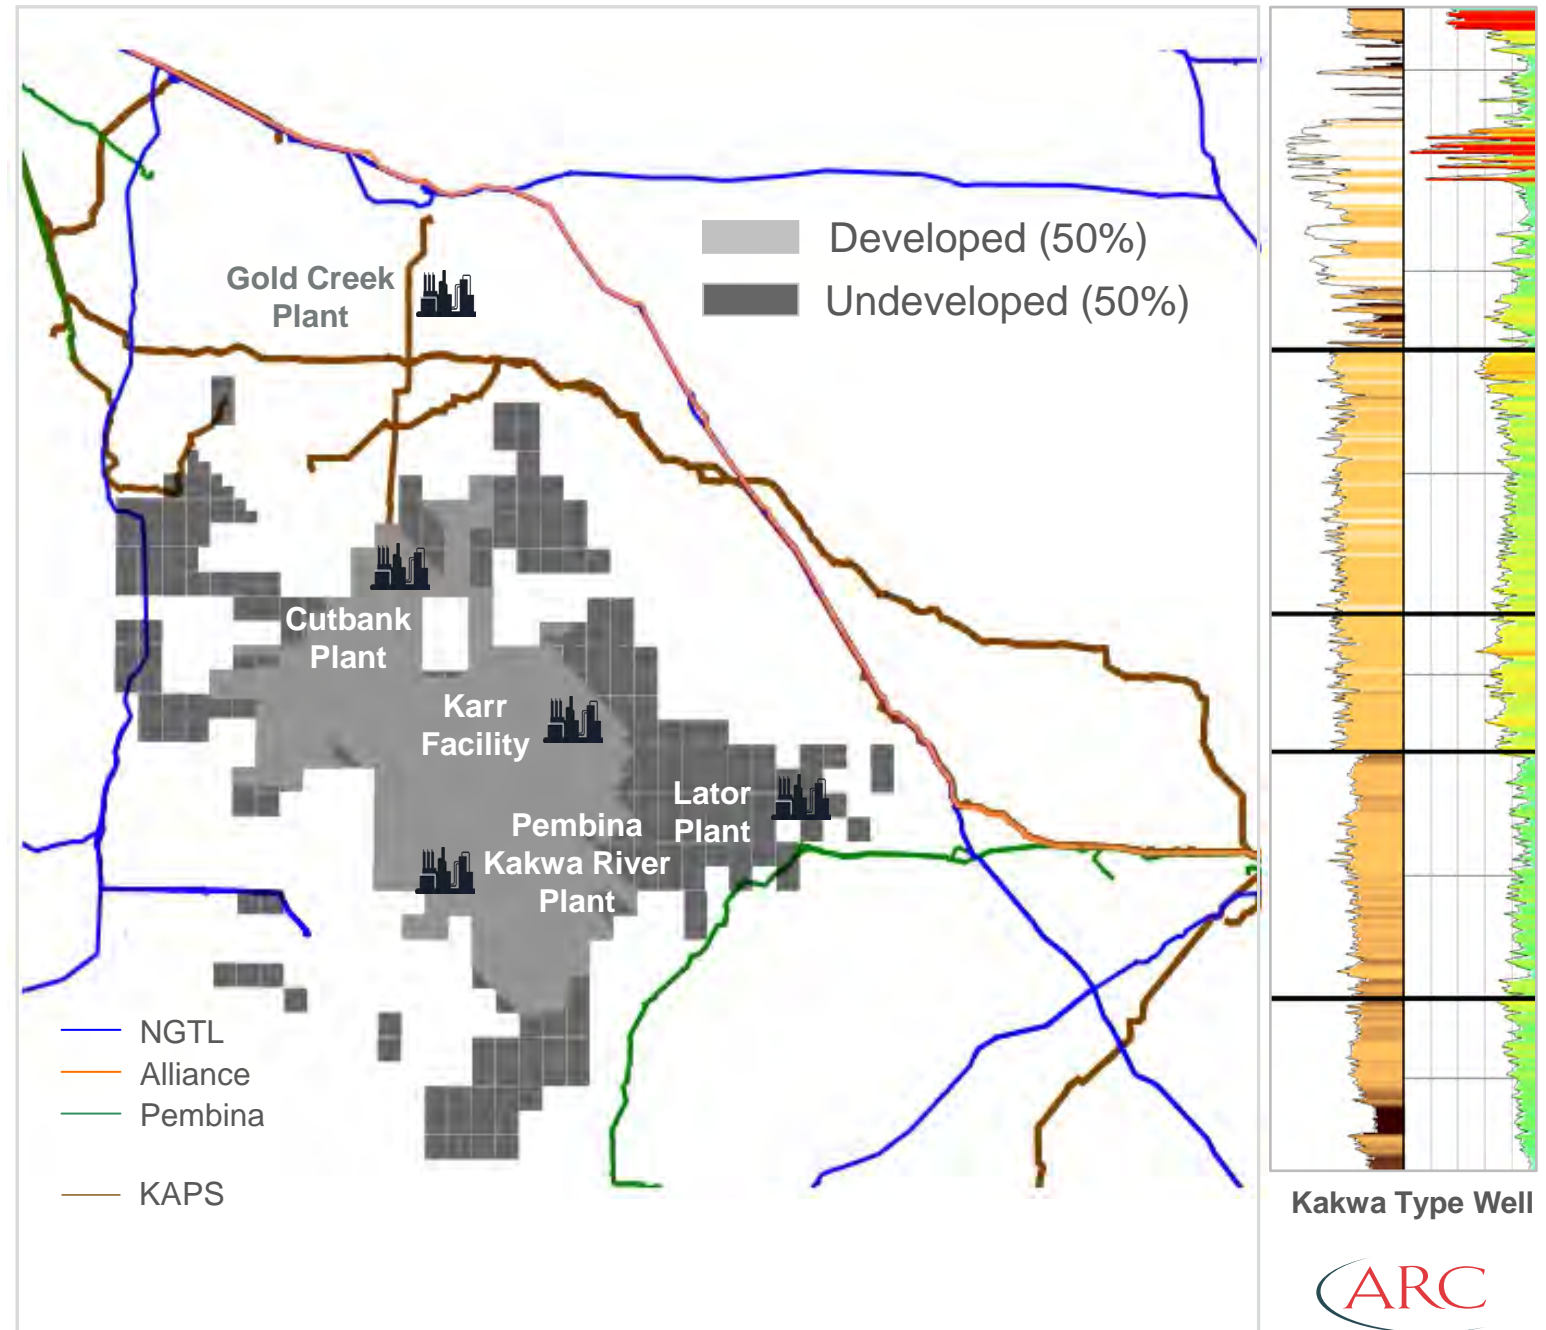 Developed (50%)
Undeveloped (50%)
Gold Creek
Plant
Cutbank
Plant
Karr
Facility
Lator
Plant
Pembina
Kakwa River
Plant
NGTL
Alliance
Pembina
KAPS
Kakwa Type Well
ARC